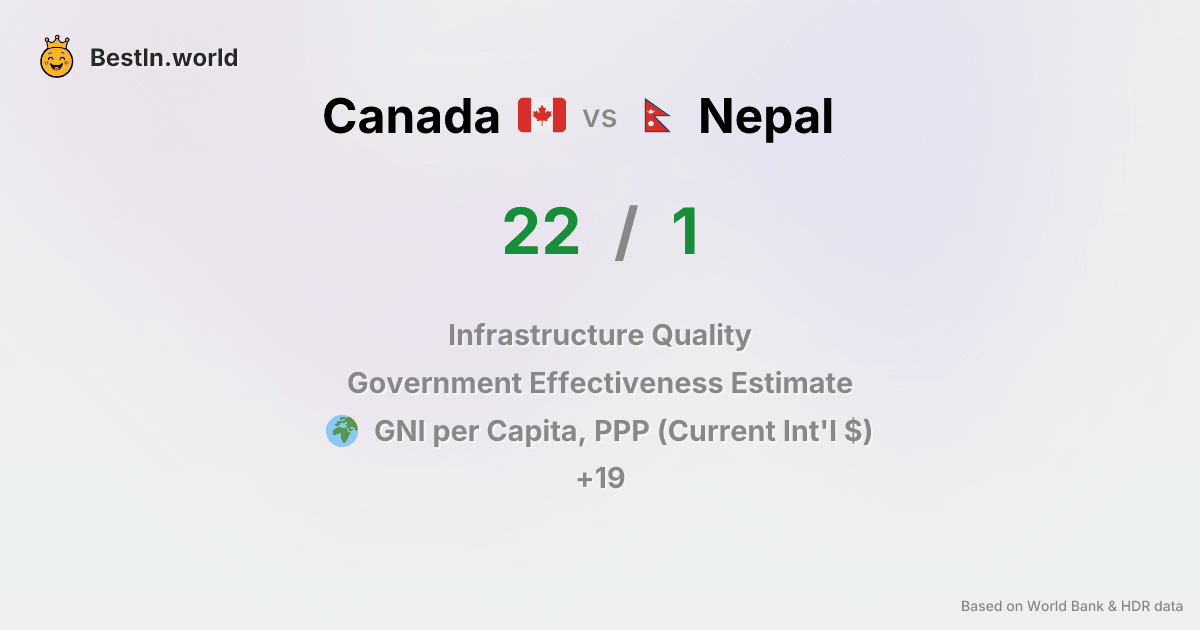 BestIn.world
Canada vs Nepal
22 / 1
Infrastructure Quality
Government Effectiveness Estimate
GNI per Capita, PPP (Current Int'l $)
+19
Based on World Bank & HDR data